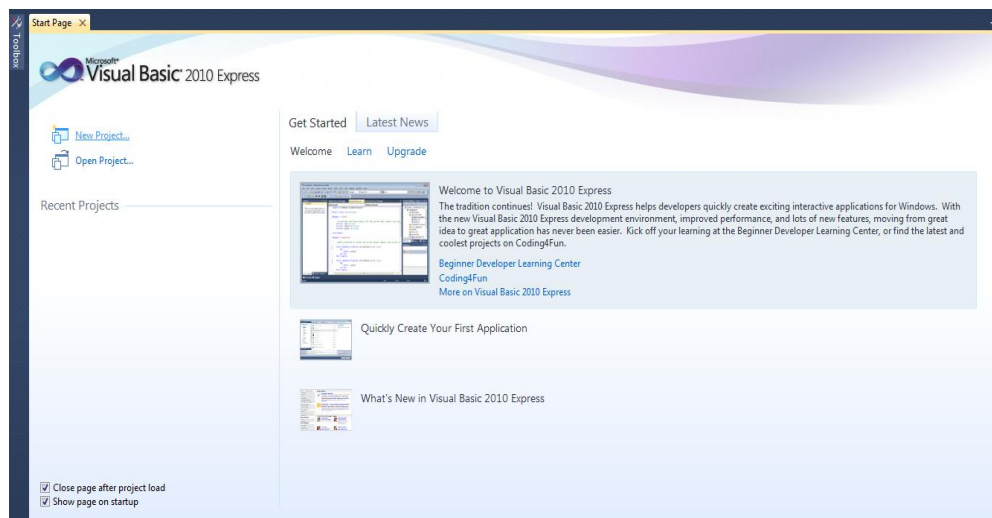 Start Page
Toolbox
Microsoft®
Visual Basic® 2010 Express
New Project...
Open Project...
Recent Projects
Close page after project load
Show page on startup
Get Started
Latest News
Welcome Learn Upgrade
Welcome to Visual Basic 2010 Express
The tradition continues! Visual Basic 2010 Express helps developers quickly create exciting interactive applications for Windows. With
the new Visual Basic 2010 Express development environment, improved performance, and lots of new features, moving from great
idea to great application has never been easier. Kick off your learning at the Beginner Developer Learning Center, or find the latest and
coolest projects on Coding4Fun.
Beginner Developer Learning Center
Coding4Fun
More on Visual Basic 2010 Express
Quickly Create Your First Application
What's New in Visual Basic 2010 Express